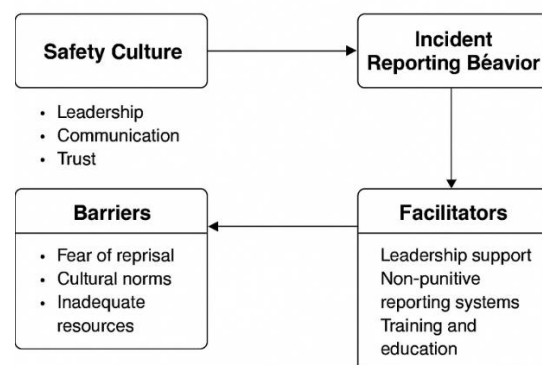 Safety Culture
• Leadership
• Communication
• Trust
Incident
Reporting Béavior
Barriers
• Fear of reprisal
• Cultural norms
• Inadequate
resources
Facilitators
Leadership support
Non-punitive
reporting systems
Training and
education